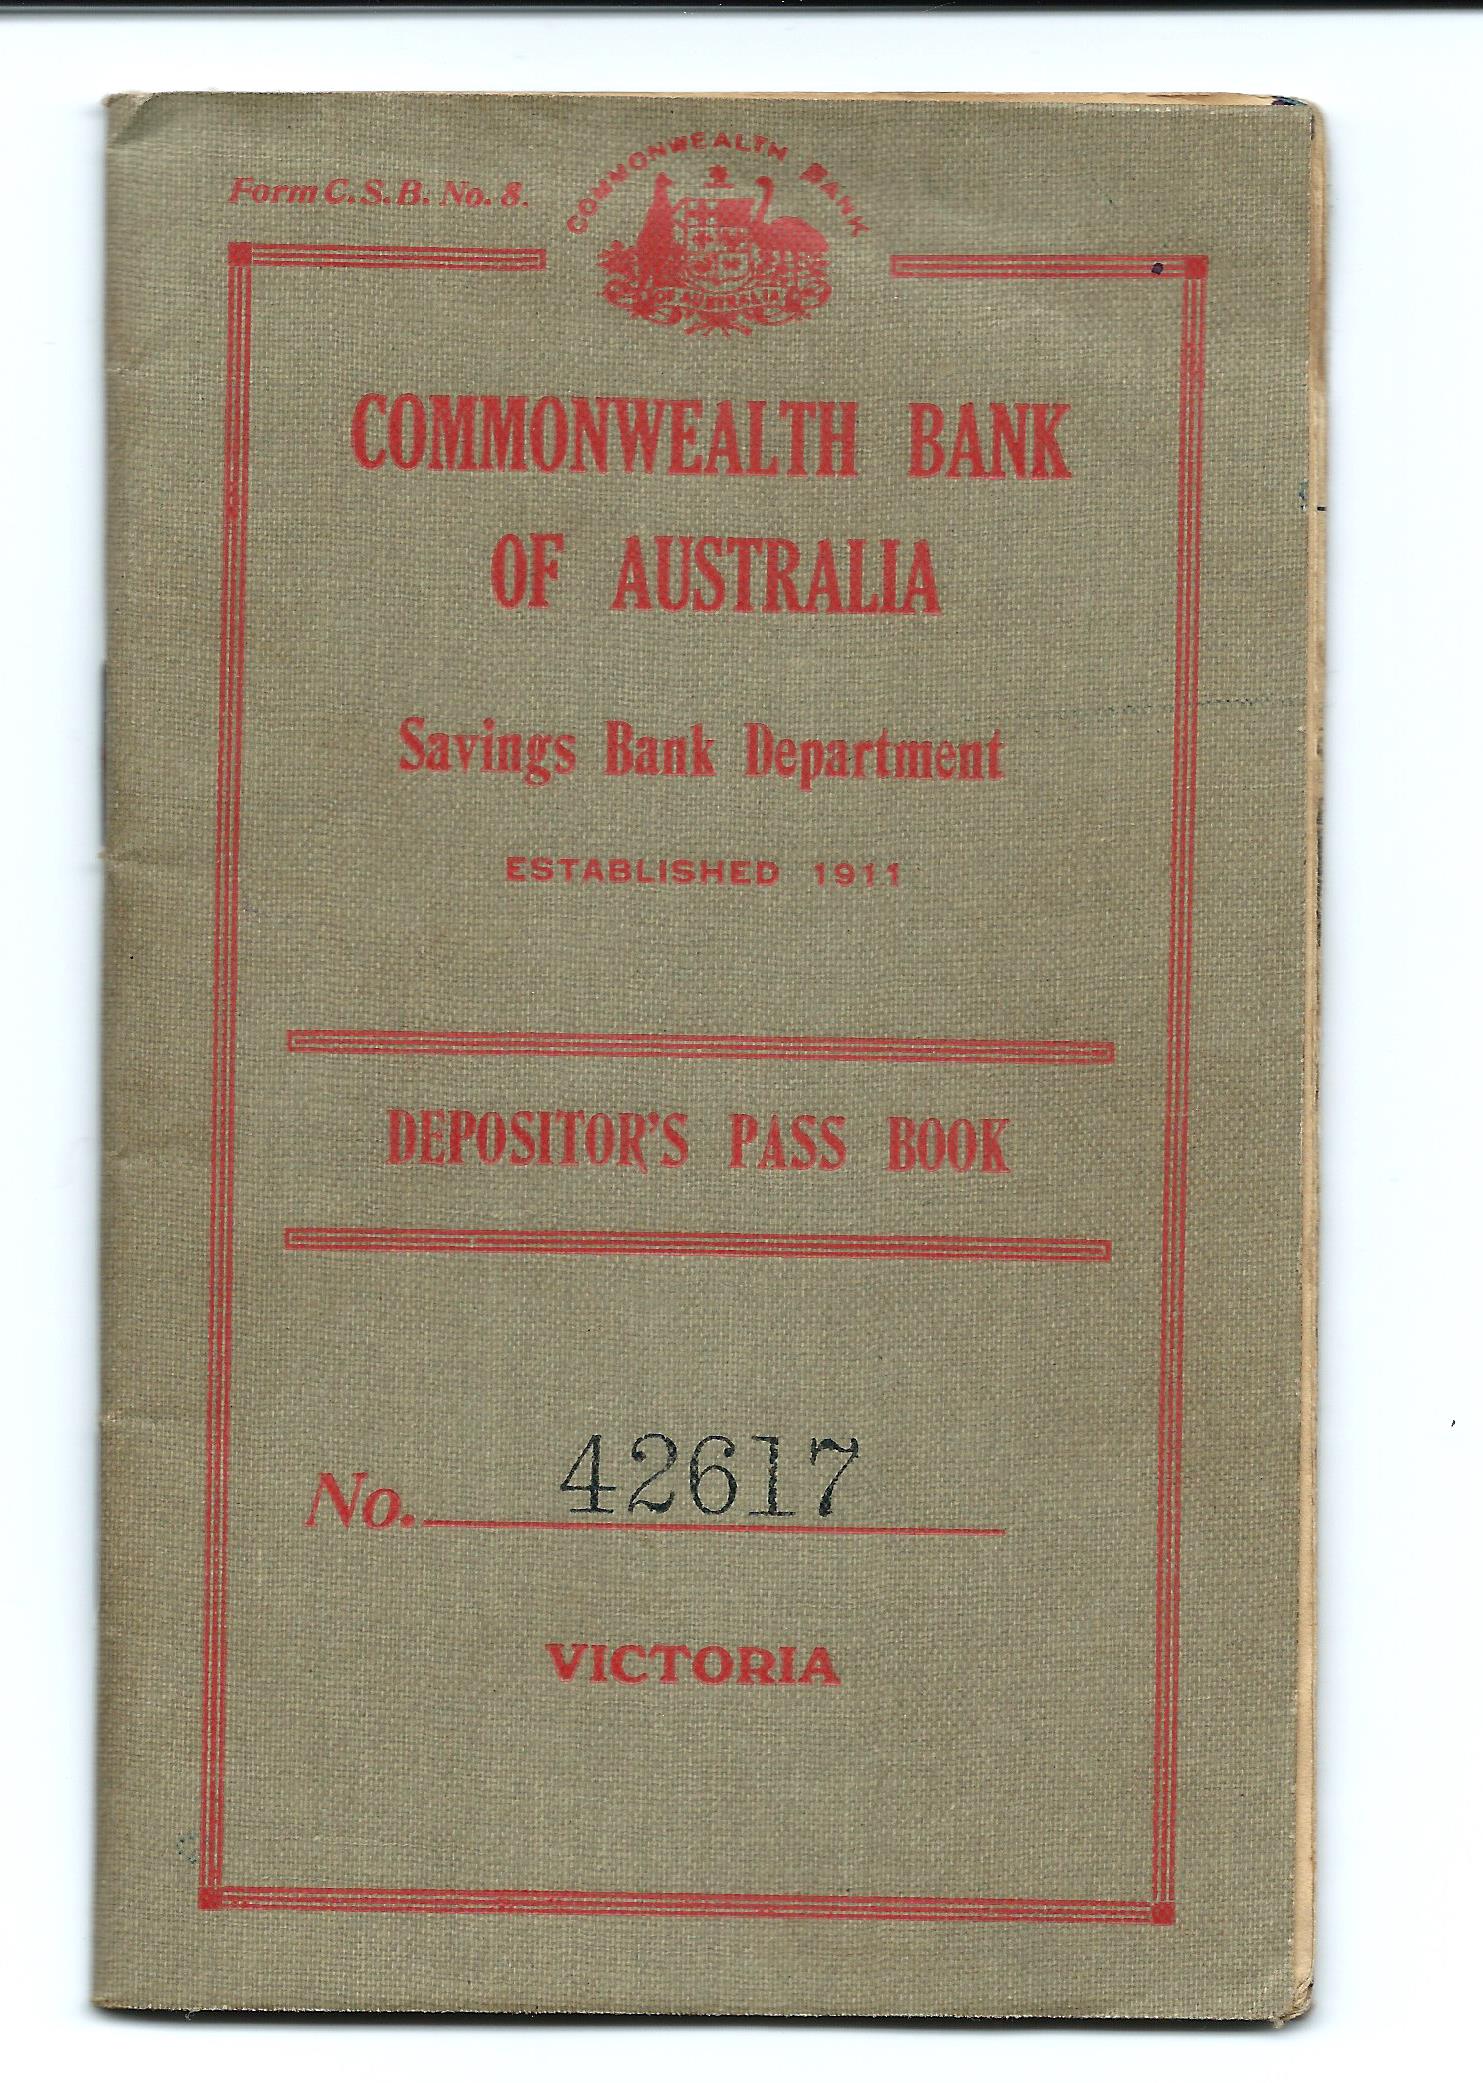 Form C.S.B. No. 8.
COMMONWEALTH BANK
OF AUSTRALIA
COMMONWEALTH BANK
OF AUSTRALIA
Savings Bank Department
ESTABLISHED 1911
DEPOSITOR'S PASS BOOK
No. 42617
VICTORIA